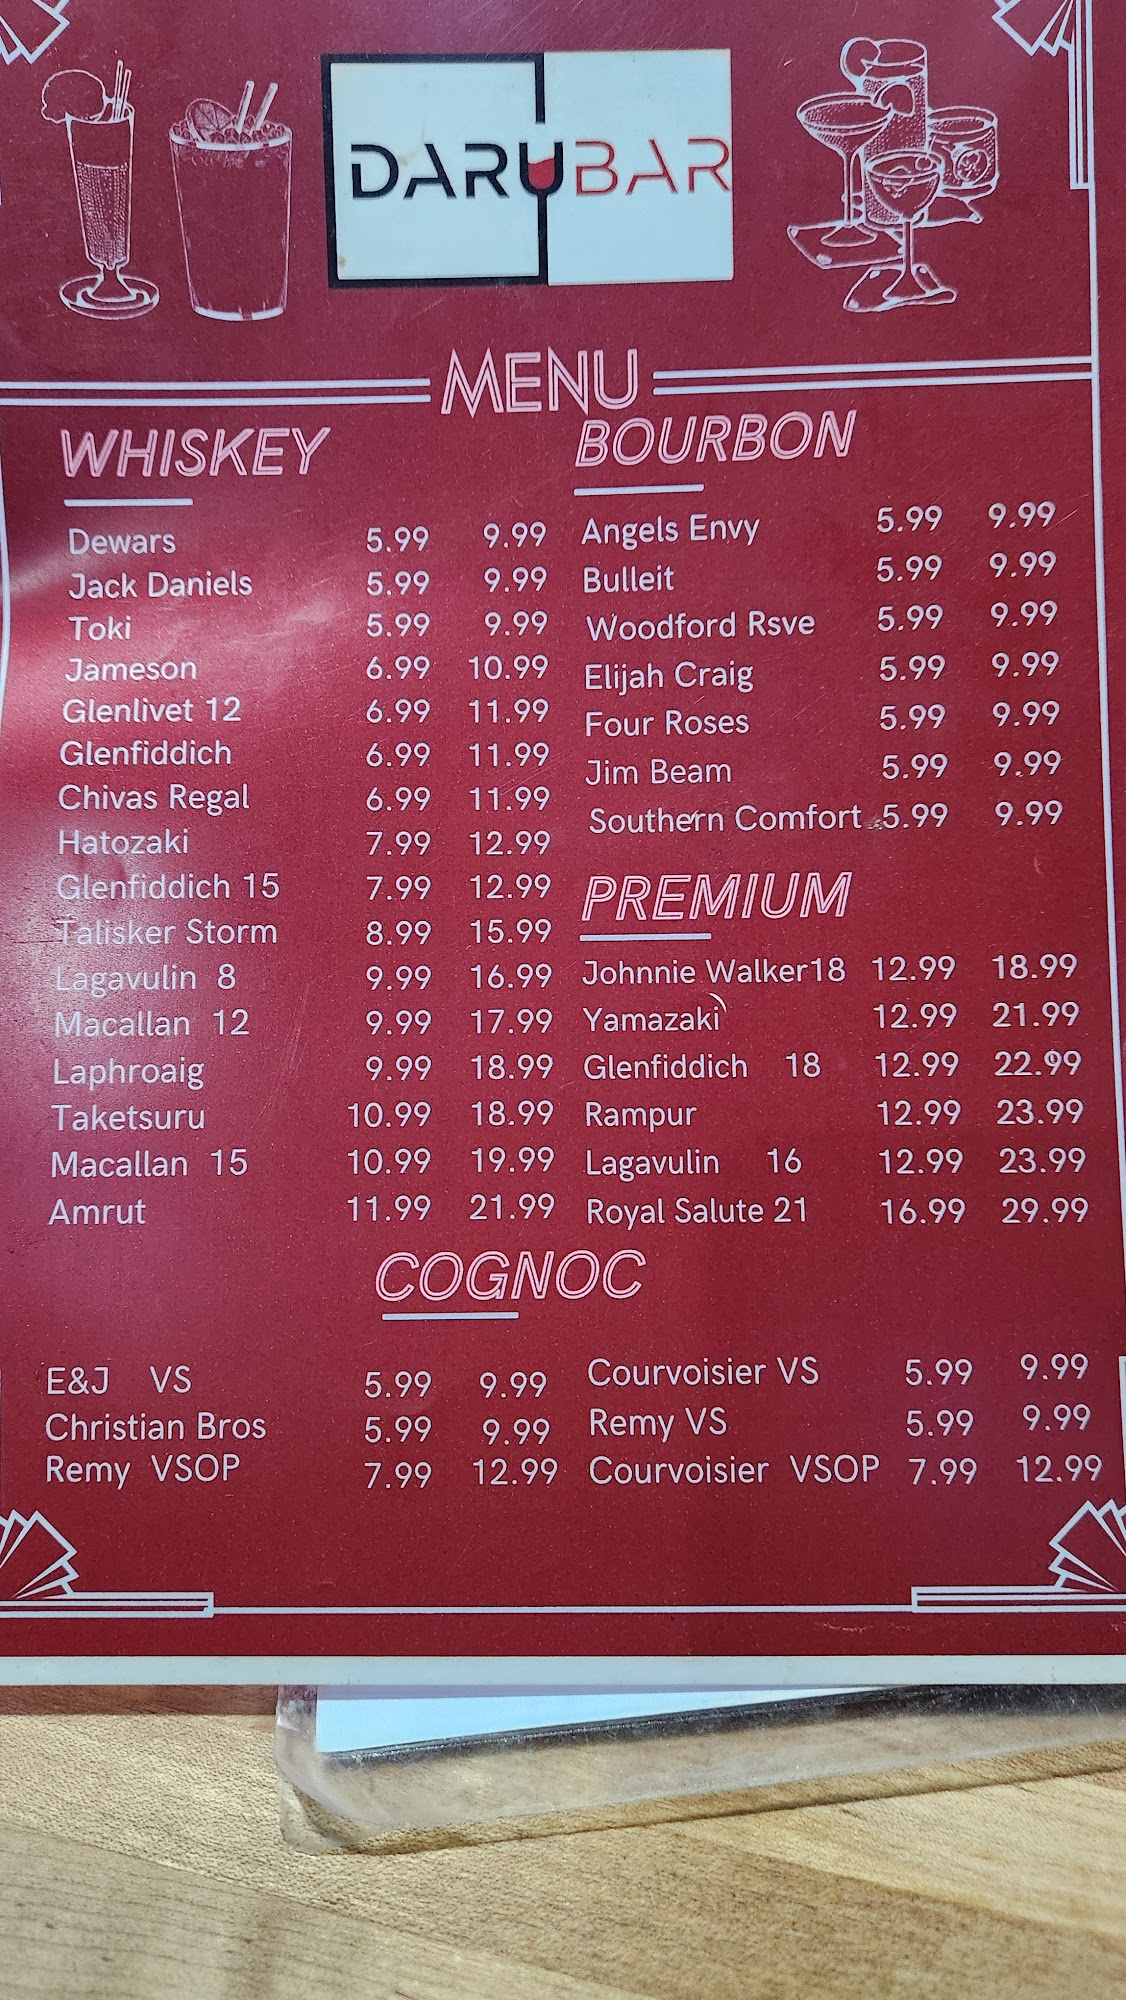 DARUBAR
MENU
WHISKEY
Dewars 5.99 9.99
Jack Daniels 5.99 9.99
Toki 5.99 9.99
Jameson 6.99 10.99
Glenlivet 12 6.99 11.99
Glenfiddich 6.99 11.99
Chivas Regal 6.99 11.99
Hatozaki 7.99 12.99
Glenfiddich 15 7.99 12.99
Talisker Storm 8.99 15.99
Lagavulin 8 9.99 16.99
Macallan 12 9.99 17.99
Laphroaig 9.99 18.99
Taketsuru 10.99 18.99
Macallan 15 10.99 19.99
Amrut 11.99 21.99
BOURBON
Angels Envy 5.99 9.99
Bulleit 5.99 9.99
Woodford Rsve 5.99 9.99
Elijah Craig 5.99 9.99
Four Roses 5.99 9.99
Jim Beam 5.99 9.99
Southern Comfort 5.99 9.99
PREMIUM
Johnnie Walker18 12.99 18.99
Yamazaki 12.99 21.99
Glenfiddich 18 12.99 22.99
Rampur 12.99 23.99
Lagavulin 16 12.99 23.99
Royal Salute 21 16.99 29.99
COGNOC
E&J VS 5.99 9.99
Christian Bros 5.99 9.99
Remy VSOP 7.99 12.99
Courvoisier VS 5.99 9.99
Remy VS 5.99 9.99
Courvoisier VSOP 7.99 12.99